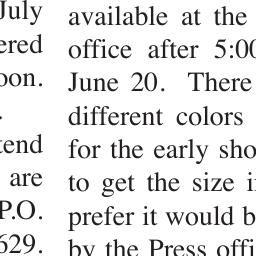 July
ered
oon.
.
tend
are
P.O.
629.
available at the
office after 5:00
June 20. There
different colors
for the early sho
to get the size i
prefer it would b
by the Press offi